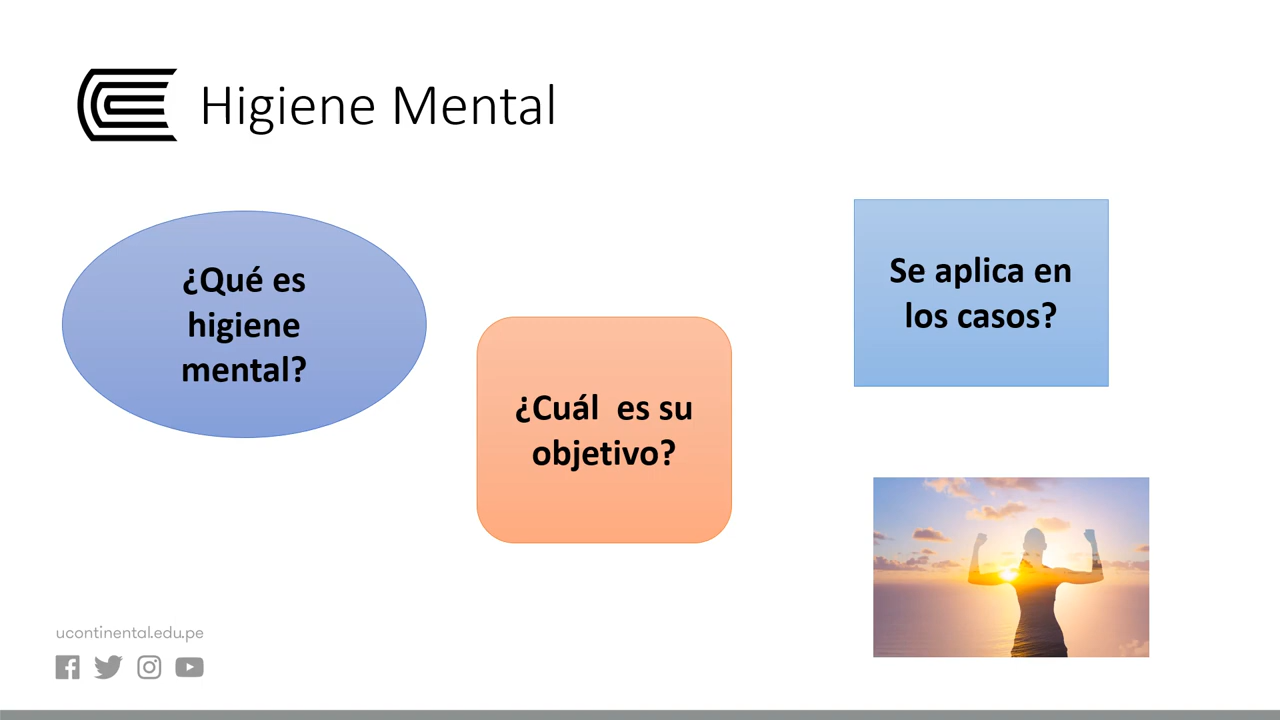 Higiene Mental
¿Qué es
higiene
mental?
¿Cuál  es su
objetivo?
Se aplica en
los casos?
ucontinental.edu.pe